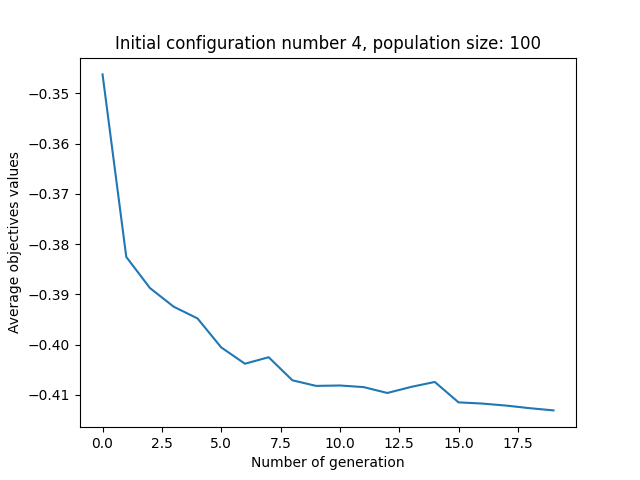 Initial configuration number 4, population size: 100
−0.35
−0.36
−0.37
−0.38
−0.39
−0.40
−0.41
Average objectives values
0.0 2.5 5.0 7.5 10.0 12.5 15.0 17.5
Number of generation